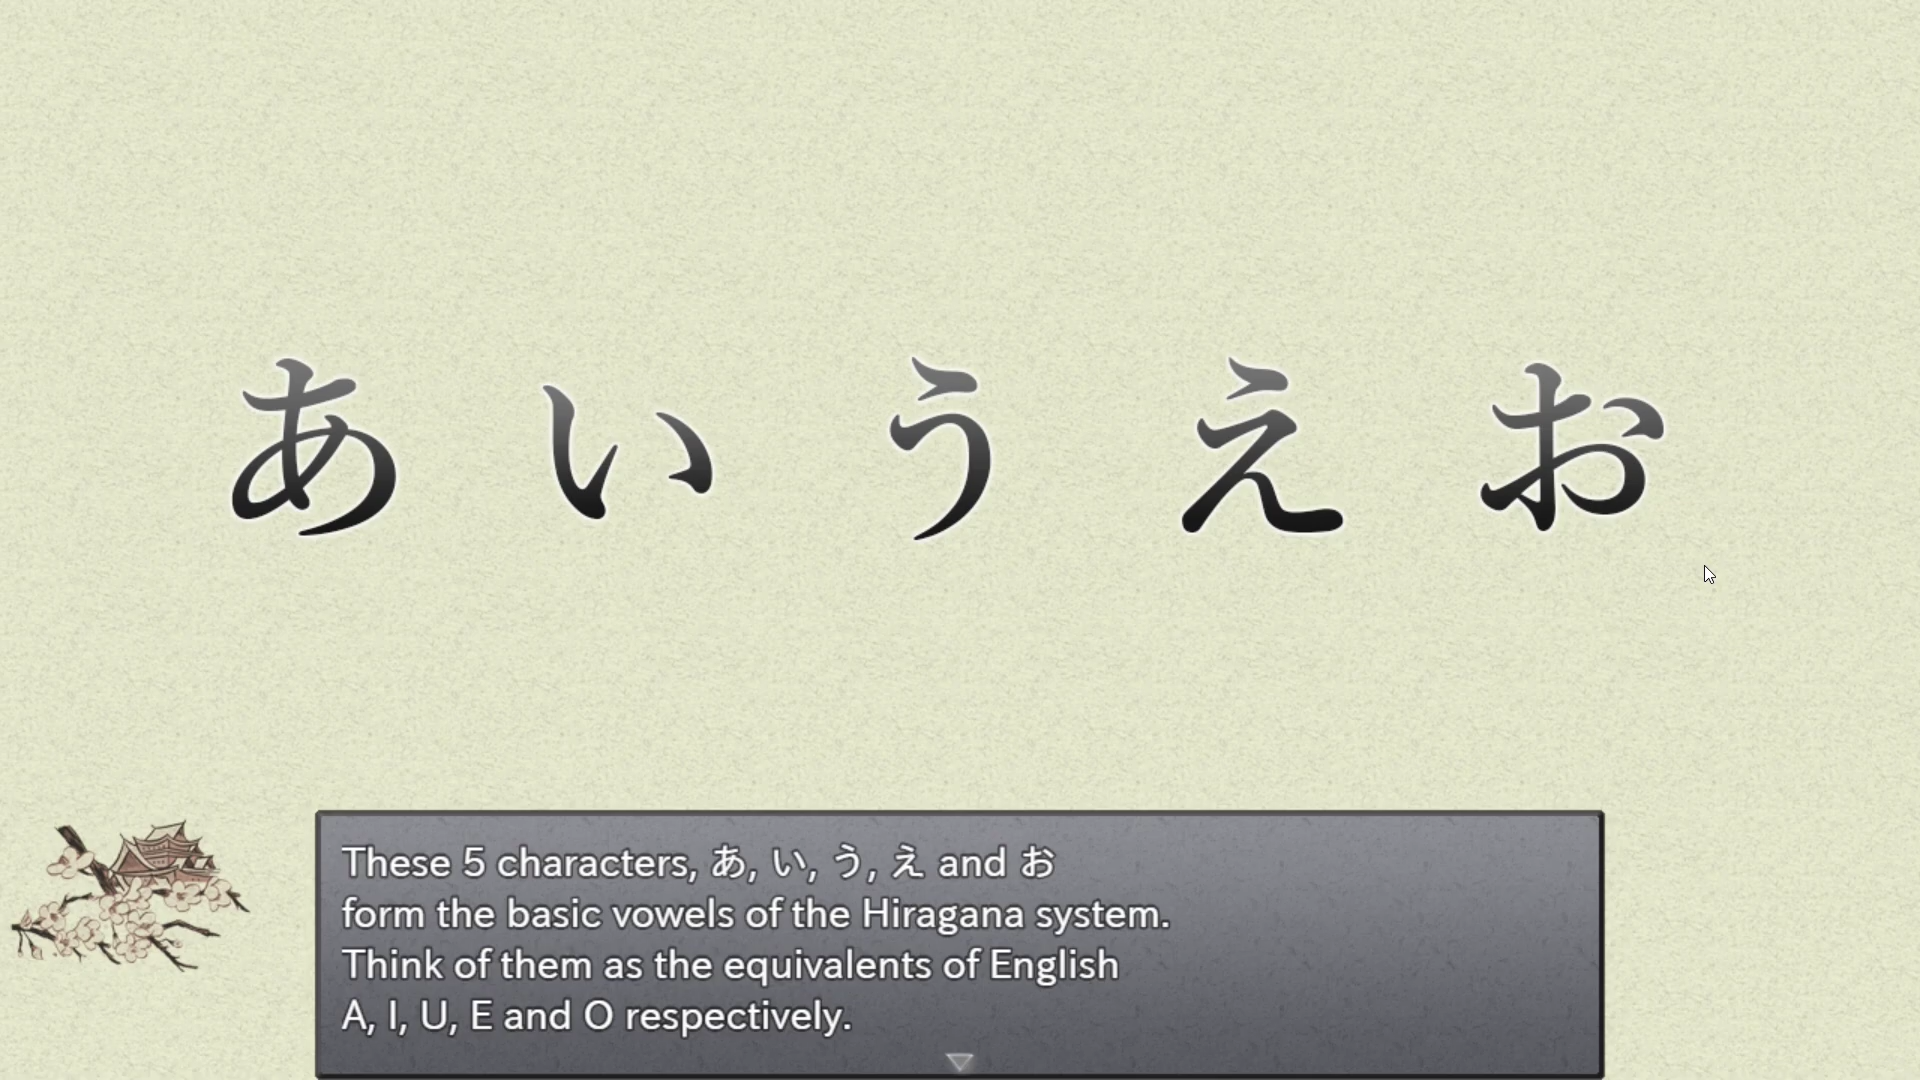 あ い う え お
These 5 characters, あ, い, う, え and お
form the basic vowels of the Hiragana system.
Think of them as the equivalents of English
A, I, U, E and O respectively.